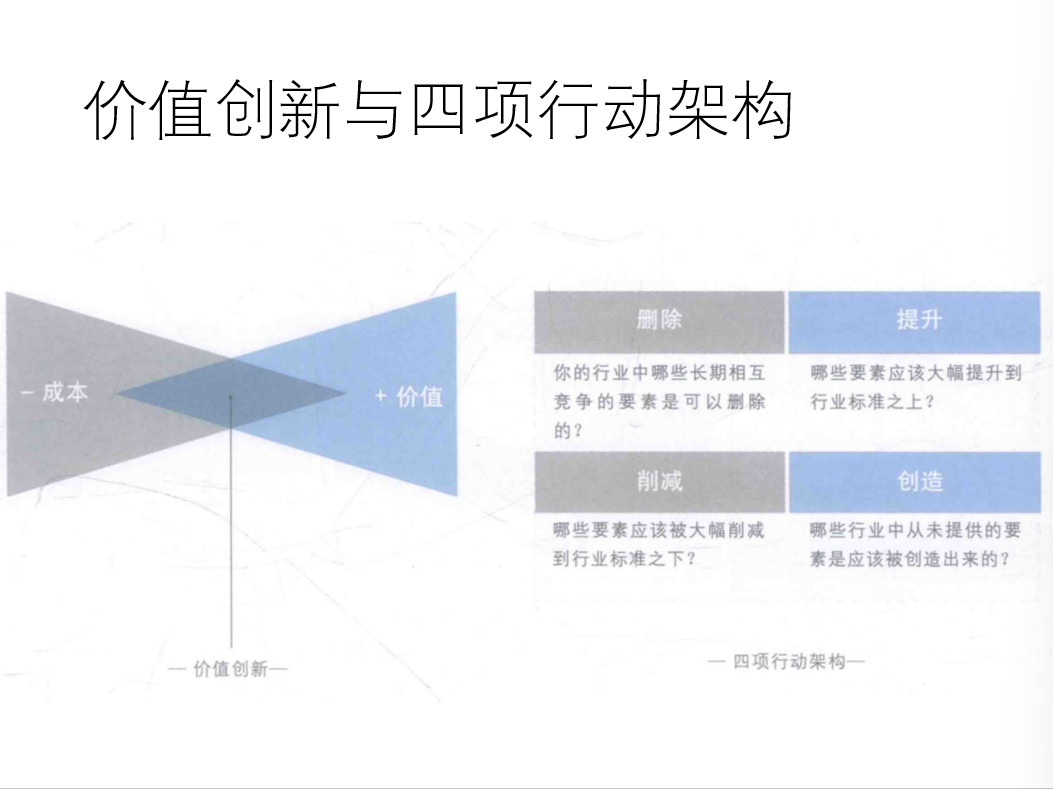 价值创新与四项行动架构
– 成本
+ 价值
— 价值创新—
删除
你的行业中哪些长期相互
竞争的要素是可以删除
的？
提升
哪些要素应该大幅提升到
行业标准之上？
削减
哪些要素应该被大幅削减
到行业标准之下？
创造
哪些行业中从未提供的要
素是应该被创造出来的？
— 四项行动架构—